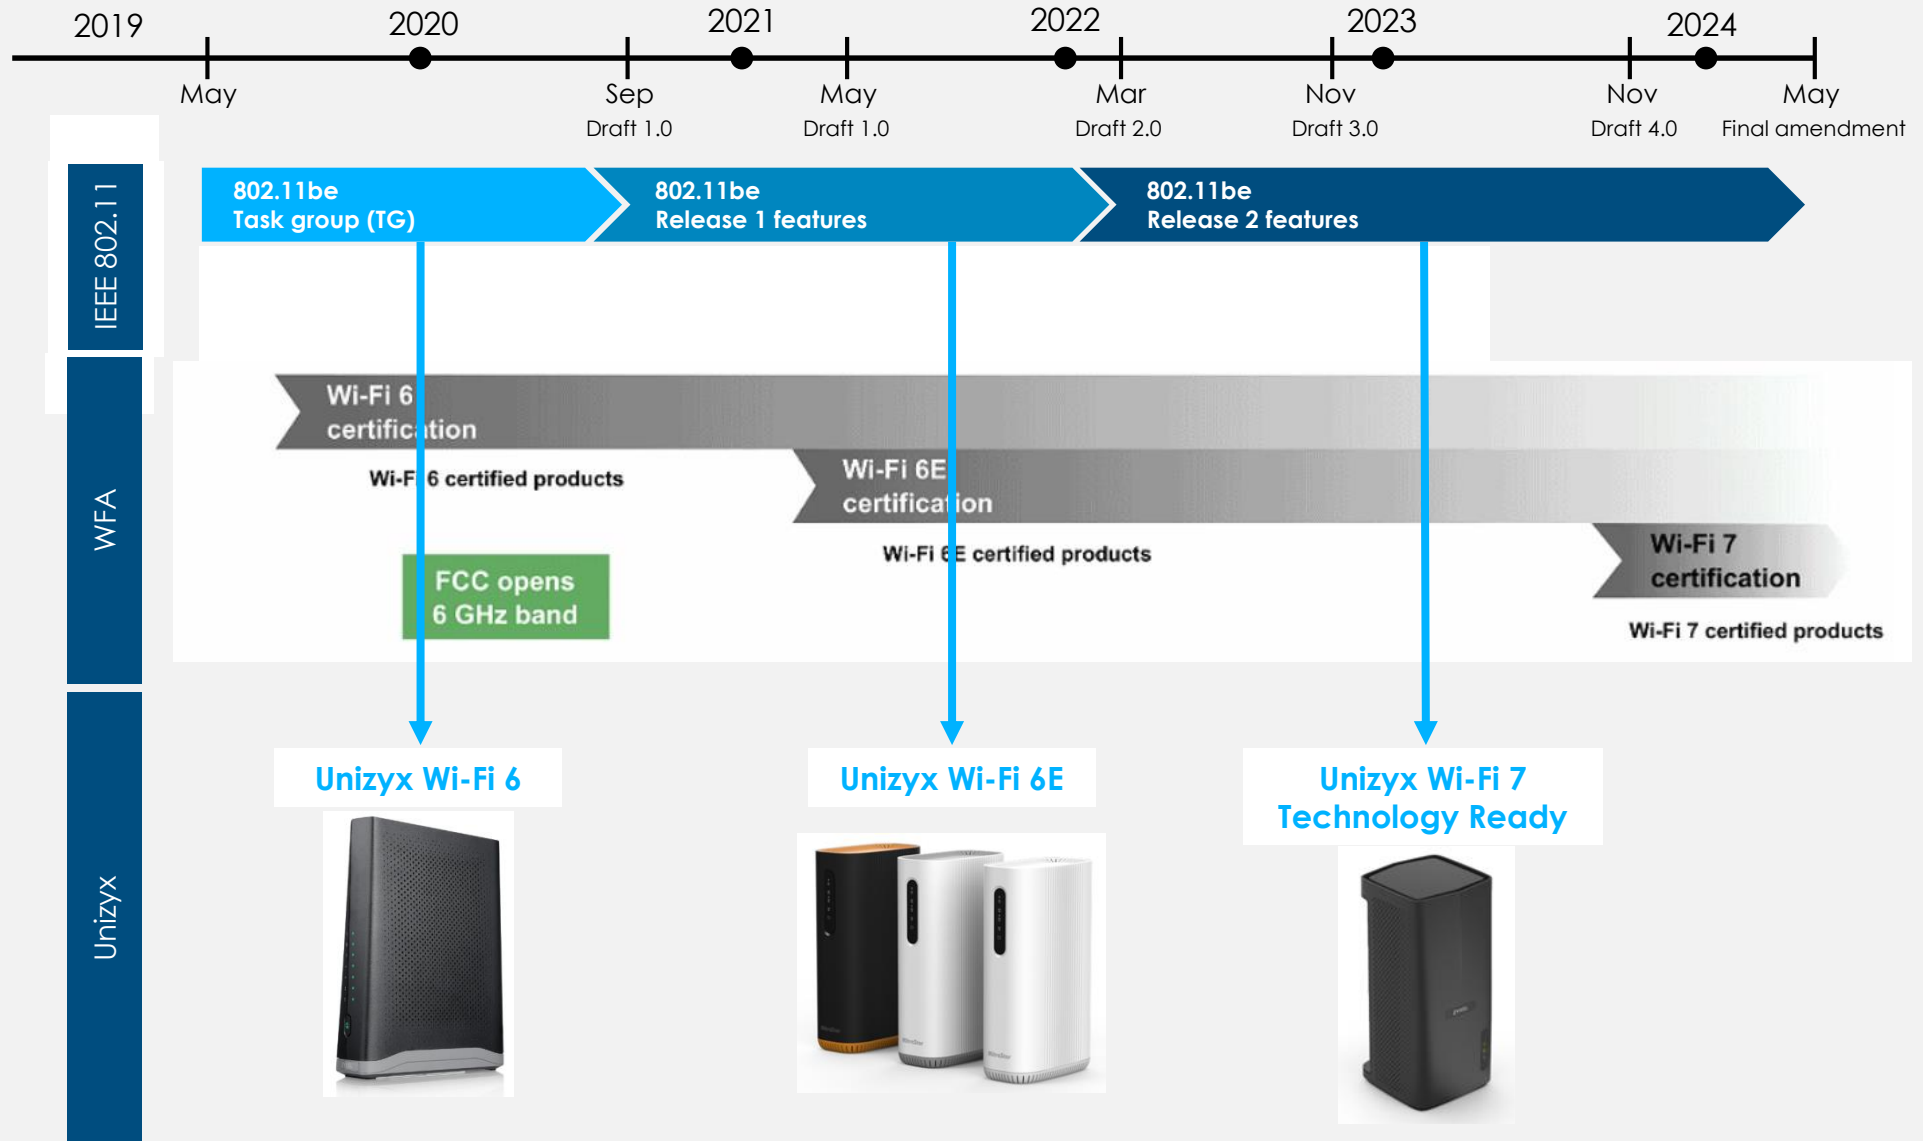 2019
2020
2021
2022
2023
2024
May
Sep
May
Mar
Nov
Nov
May
Draft 1.0
Draft 1.0
Draft 2.0
Draft 3.0
Draft 4.0
Final amendment
IEEE 802.11
802.11be
Task group (TG)
802.11be
Release 1 features
802.11be
Release 2 features
WFA
Wi-Fi 6
certification
Wi-Fi 6 certified products
Wi-Fi 6E
certification
Wi-Fi 6E certified products
FCC opens
6 GHz band
Wi-Fi 7
certification
Wi-Fi 7 certified products
Unizyx
Unizyx Wi-Fi 6
Unizyx Wi-Fi 6E
Unizyx Wi-Fi 7
Technology Ready